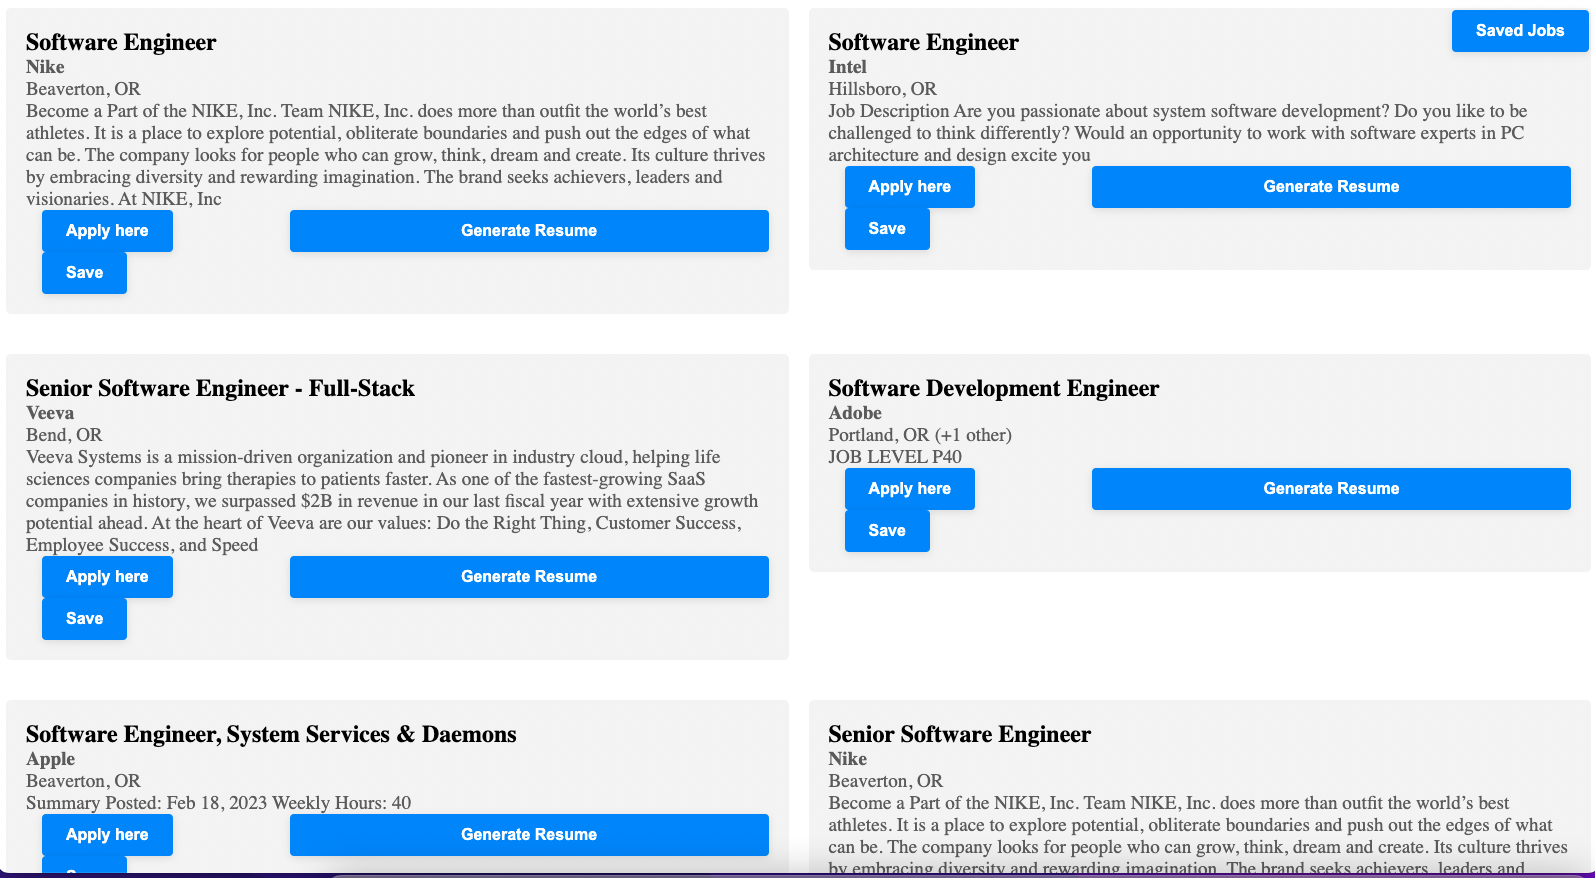 Software Engineer
Nike
Beaverton, OR
Become a Part of the NIKE, Inc. Team NIKE, Inc. does more than outfit the world’s best
athletes. It is a place to explore potential, obliterate boundaries and push out the edges of what
can be. The company looks for people who can grow, think, dream and create. Its culture thrives
by embracing diversity and rewarding imagination. The brand seeks achievers, leaders and
visionaries. At NIKE, Inc
Apply here
Generate Resume
Save
Saved Jobs
Software Engineer
Intel
Hillsboro, OR
Job Description Are you passionate about system software development? Do you like to be
challenged to think differently? Would an opportunity to work with software experts in PC
architecture and design excite you
Apply here
Generate Resume
Save
Senior Software Engineer - Full-Stack
Veeva
Bend, OR
Veeva Systems is a mission-driven organization and pioneer in industry cloud, helping life
sciences companies bring therapies to patients faster. As one of the fastest-growing SaaS
companies in history, we surpassed $2B in revenue in our last fiscal year with extensive growth
potential ahead. At the heart of Veeva are our values: Do the Right Thing, Customer Success,
Employee Success, and Speed
Apply here
Generate Resume
Save
Software Development Engineer
Adobe
Portland, OR (+1 other)
JOB LEVEL P40
Apply here
Generate Resume
Save
Software Engineer, System Services & Daemons
Apple
Beaverton, OR
Summary Posted: Feb 18, 2023 Weekly Hours: 40
Apply here
Generate Resume
Senior Software Engineer
Nike
Beaverton, OR
Become a Part of the NIKE, Inc. Team NIKE, Inc. does more than outfit the world’s best
athletes. It is a place to explore potential, obliterate boundaries and push out the edges of what
can be. The company looks for people who can grow, think, dream and create. Its culture thrives
by embracing diversity and rewarding imagination. The brand seeks achievers, leaders and